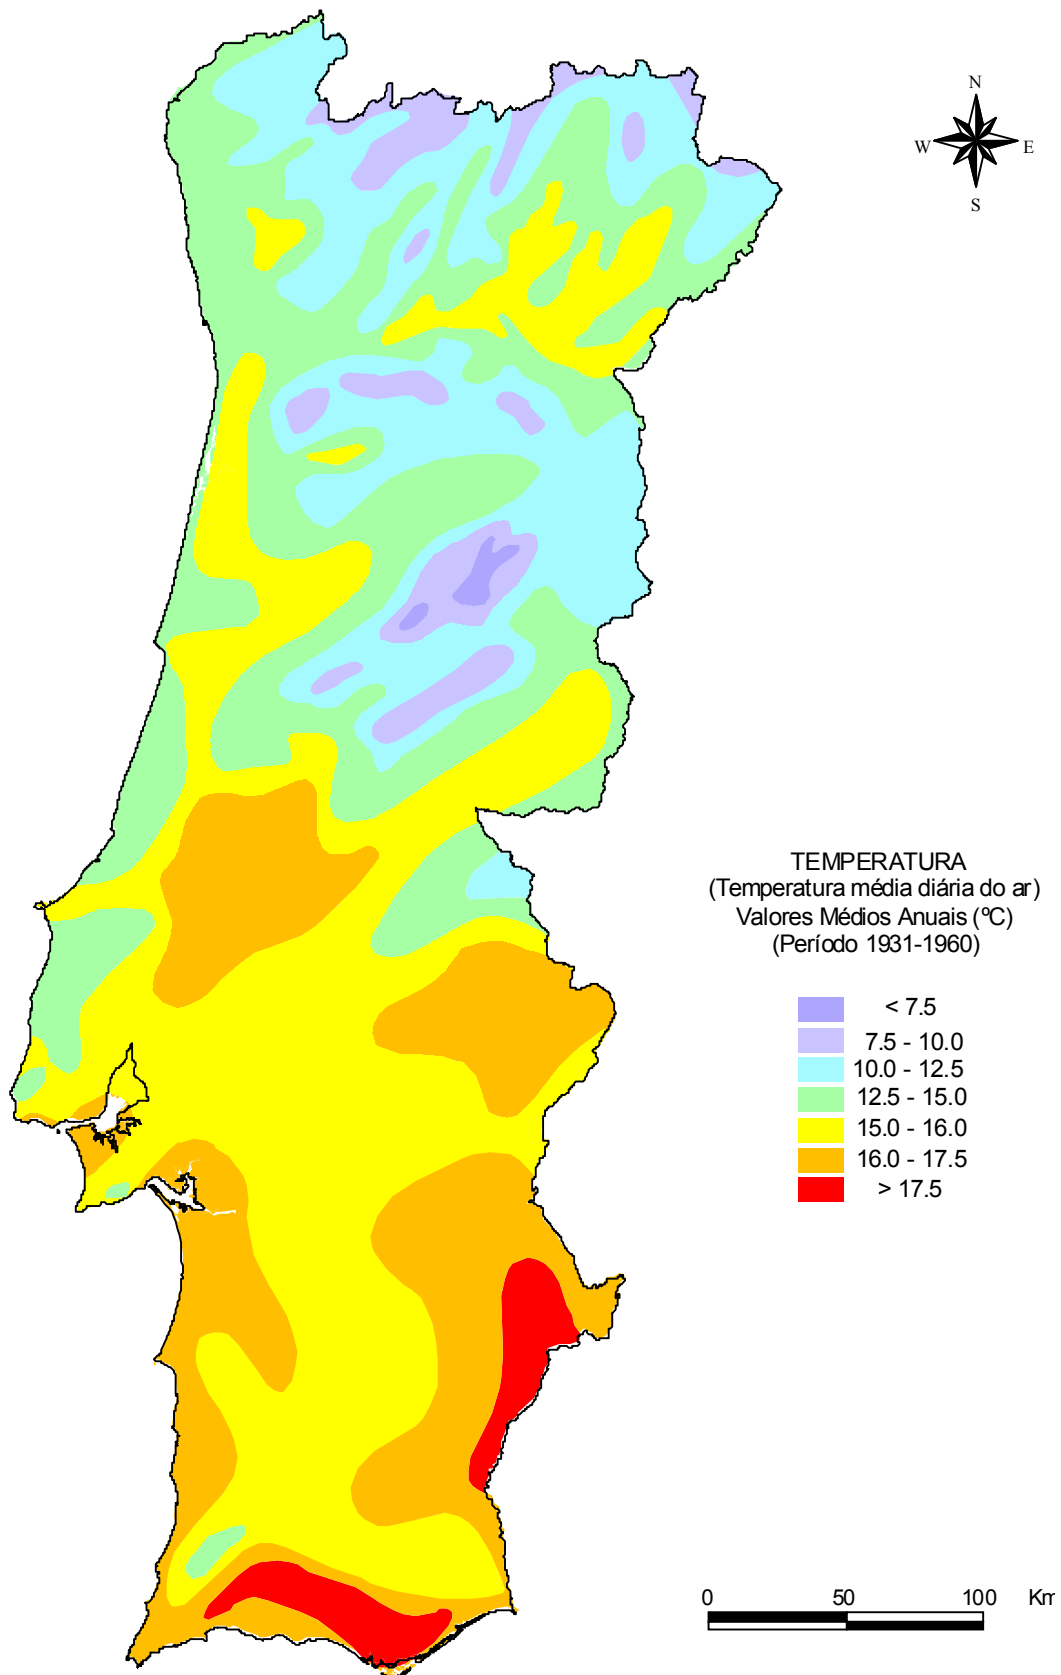 N
W E
S
TEMPERATURA
(Temperatura média diária do ar)
Valores Médios Anuais (ºC)
(Período 1931-1960)
< 7.5
7.5 - 10.0
10.0 - 12.5
12.5 - 15.0
15.0 - 16.0
16.0 - 17.5
> 17.5
0 50 100 Km